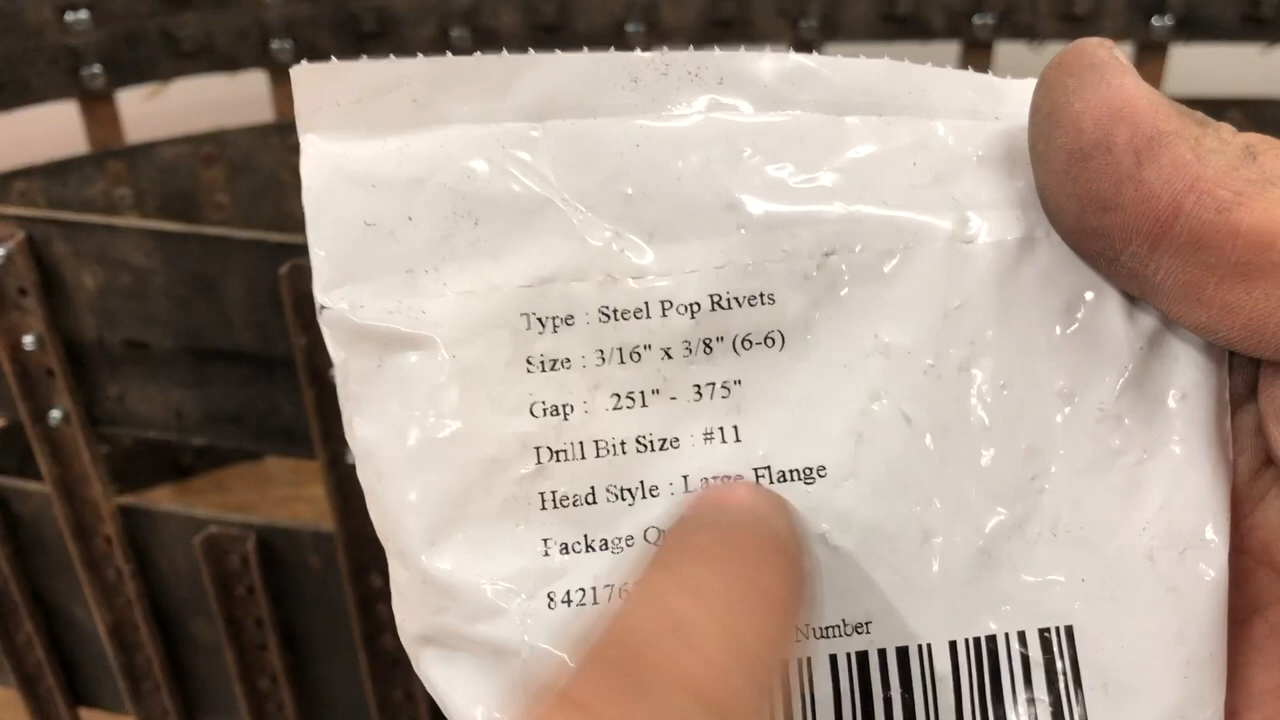 Type : Steel Pop Rivets
Size : 3/16" x 3/8" (6-6)
Gap : .251" - .375"
Drill Bit Size : #11
Head Style : Large Flange
Package
84217
Number